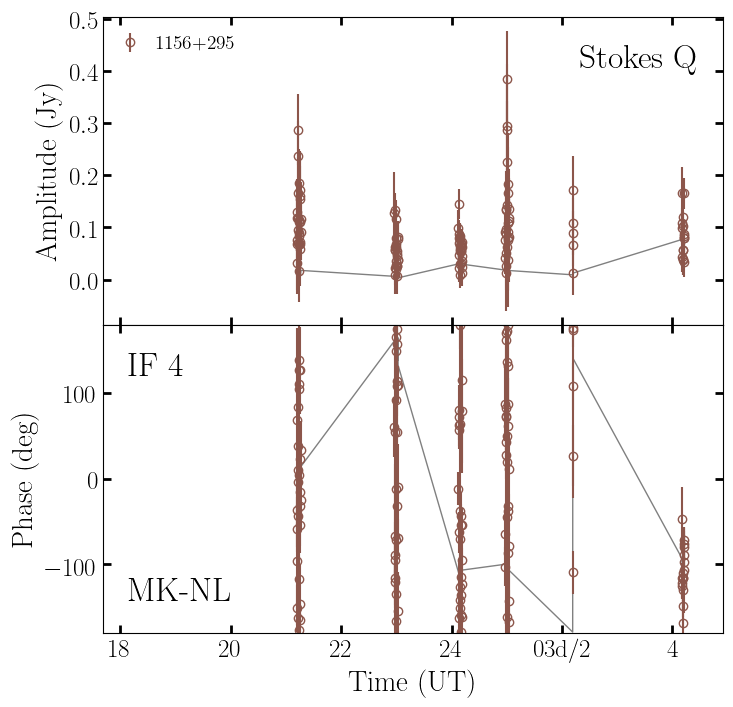 0.5
1156+295
Stokes Q
0.4
0.3
0.2
0.1
0.0
Amplitude (Jy)
IF 4
100
0
−100
Phase (deg)
MK-NL
18 20 22 24 03d/2 4
Time (UT)